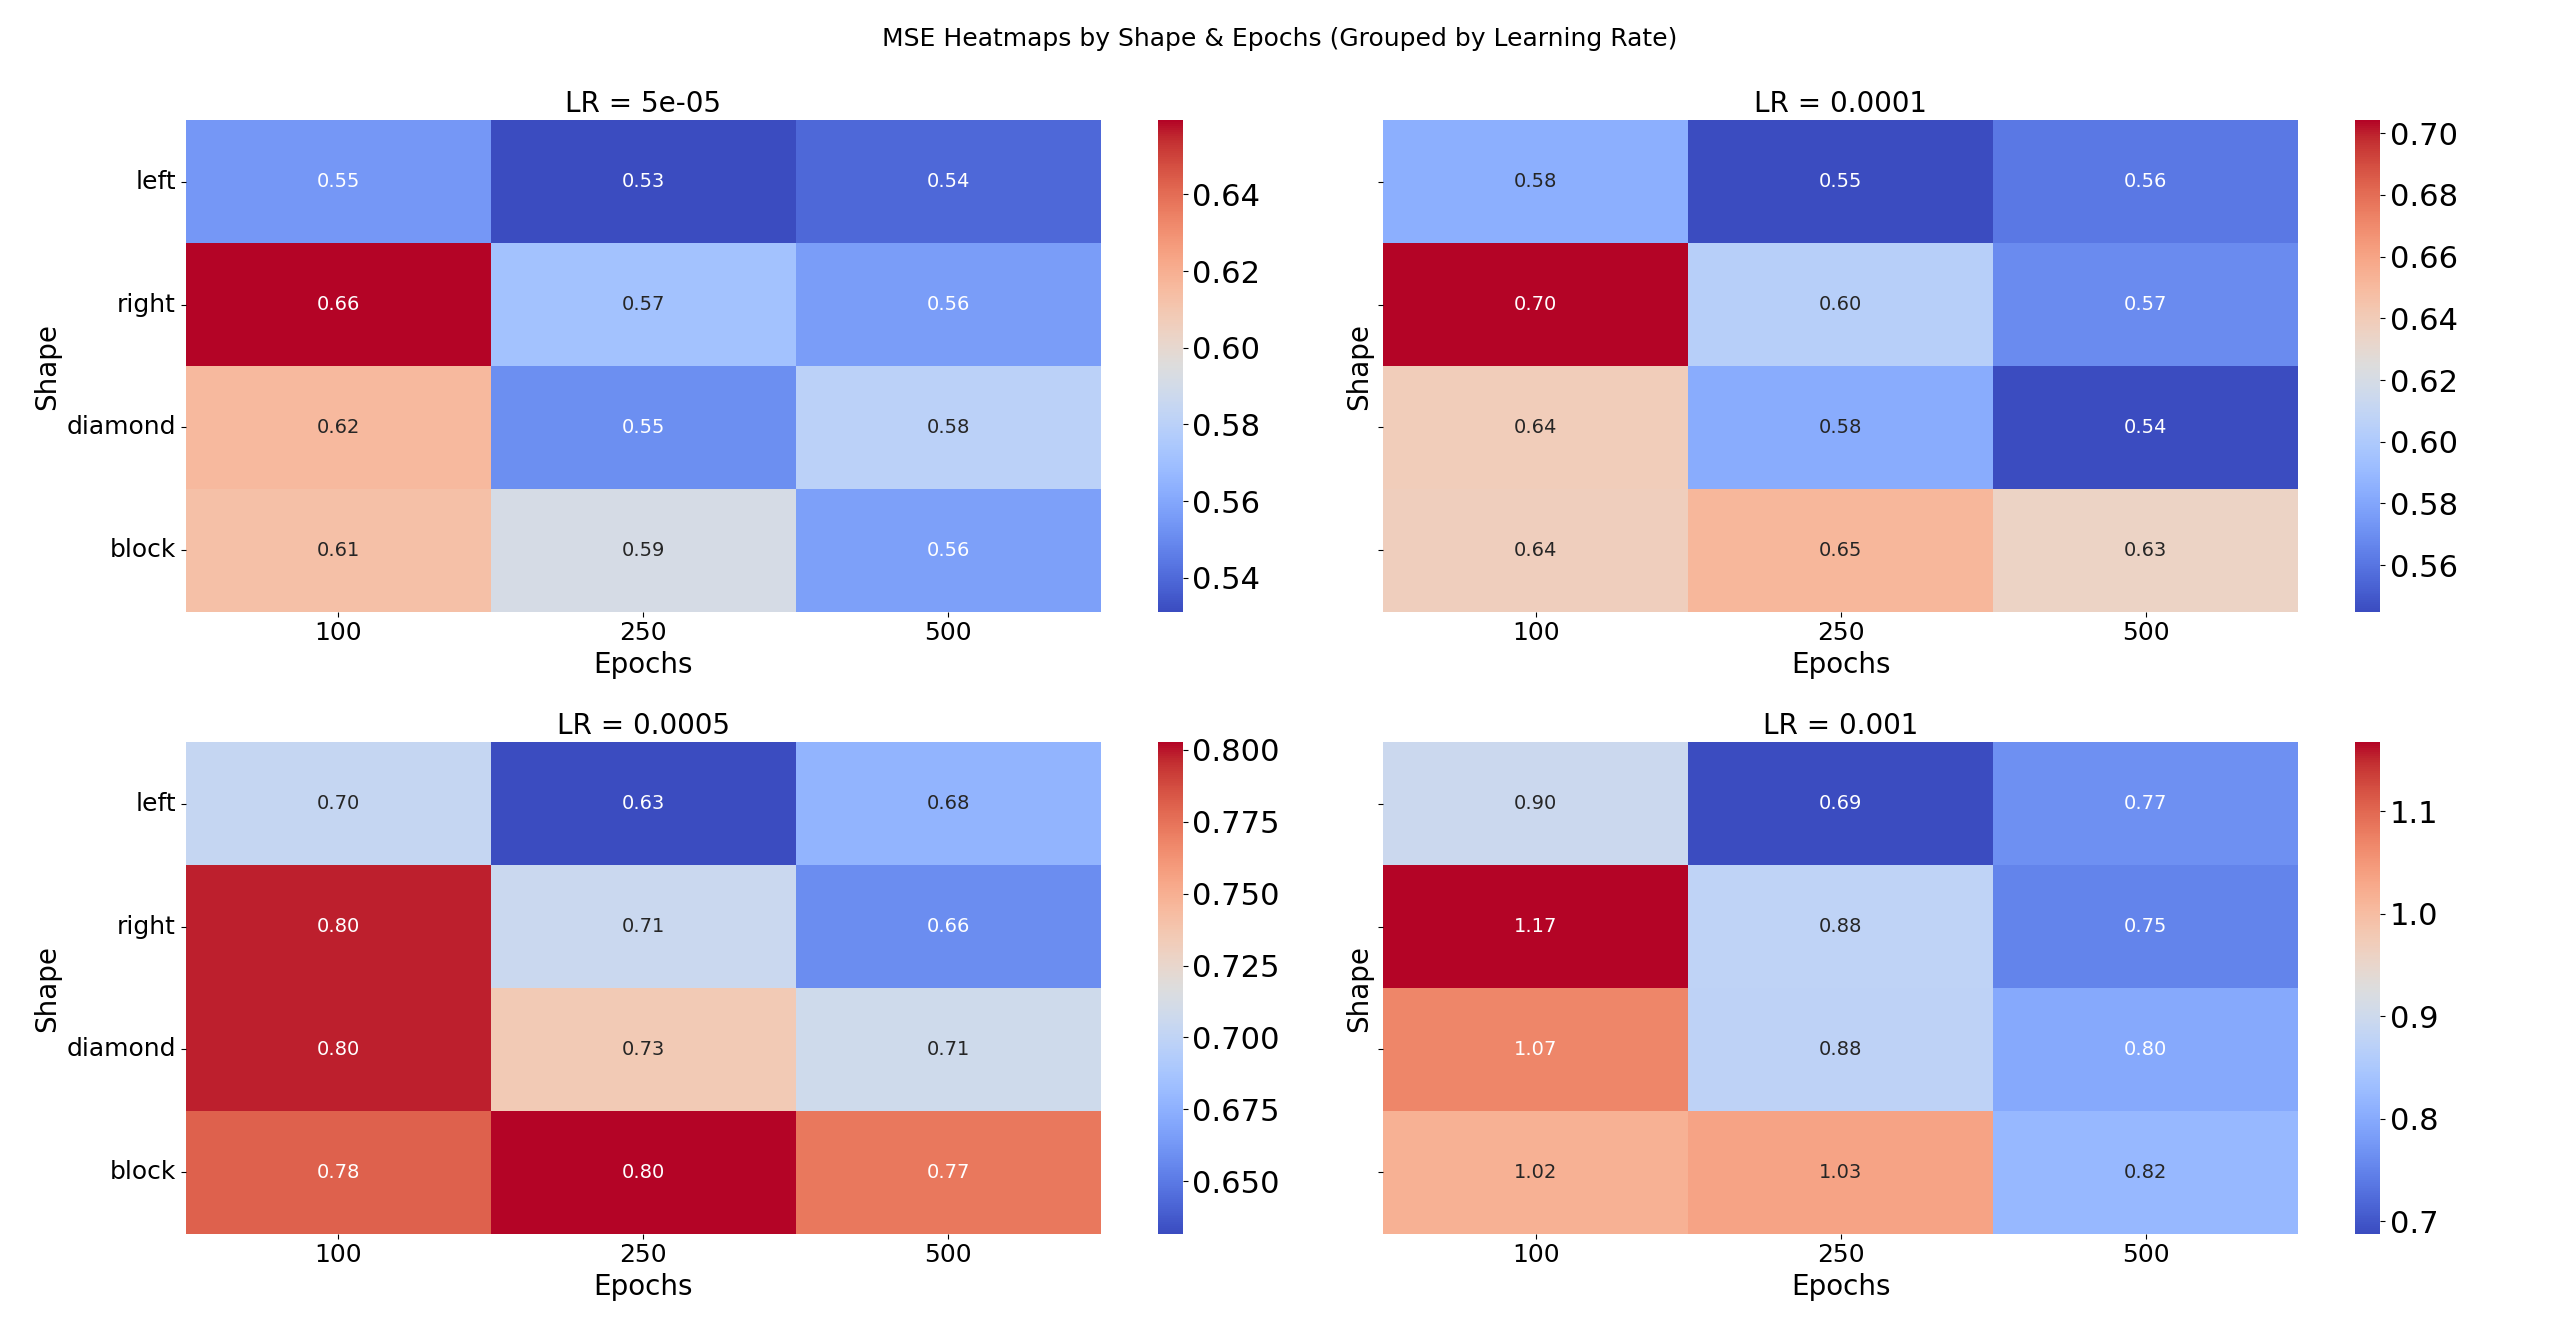 MSE Heatmaps by Shape & Epochs (Grouped by Learning Rate)
LR = 5e-05
Shape
left 0.55 0.53 0.54
right 0.66 0.57 0.56
diamond 0.62 0.55 0.58
block 0.61 0.59 0.56
100 250 500
Epochs
0.64
0.62
0.60
0.58
0.56
0.54
LR = 0.0001
Shape
0.58 0.55 0.56
0.70 0.60 0.57
0.64 0.58 0.54
0.64 0.65 0.63
100 250 500
Epochs
0.70
0.68
0.66
0.64
0.62
0.60
0.58
0.56
LR = 0.0005
Shape
left 0.70 0.63 0.68
right 0.80 0.71 0.66
diamond 0.80 0.73 0.71
block 0.78 0.80 0.77
100 250 500
Epochs
0.800
0.775
0.750
0.725
0.700
0.675
0.650
LR = 0.001
Shape
0.90 0.69 0.77
1.17 0.88 0.75
1.07 0.88 0.80
1.02 1.03 0.82
100 250 500
Epochs
1.1
1.0
0.9
0.8
0.7